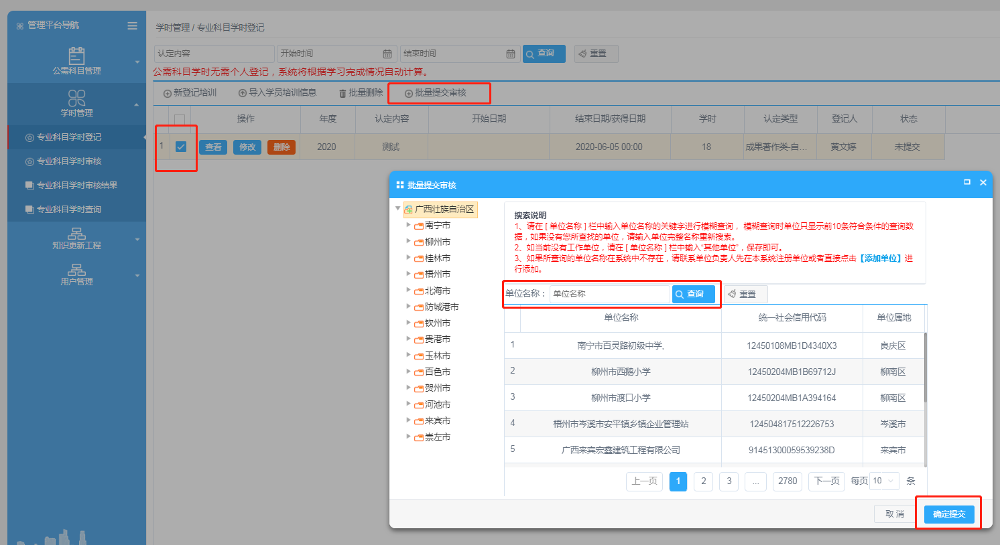 管理平台导航
公需科目管理
学时管理
专业科目学时登记
专业科目学时审核
专业科目学时审核结果
专业科目学时查询
知识更新工程
用户管理
学时管理 / 专业科目学时登记
认定内容 开始时间 结束时间 查询 重置
公需科目学时无需个人登记，系统将根据学习完成情况自动计算。
新登记培训 导入学员培训信息 批量删除 批量提交审核
操作 年度 认定内容 开始日期 结束日期/获得日期 学时 认定类型 登记人 状态
1 查看 修改 删除 2020 测试 2020-06-05 00:00 18 成果著作类-自... 黄文婷 未提交
批量提交审核
广西壮族自治区
南宁市
柳州市
桂林市
梧州市
北海市
防城港市
钦州市
贵港市
玉林市
百色市
贺州市
河池市
来宾市
崇左市
搜索说明
1、请在 [ 单位名称 ] 栏中输入单位名称的关键字进行模糊查询， 模糊查询时单位只显示前10条符合条件的查询数
据，如果没有您所查找的单位，请输入单位完整名称重新搜索。
2、如当前没有工作单位，请在 [ 单位名称 ] 栏中输入“其他单位”，保存即可。
3、如果所查询的单位名称在系统中不存在，请联系单位负责人先在本系统注册单位或者直接点击【添加单位】进
行添加。
单位名称： 单位名称 查询 重置
单位名称 统一社会信用代码 单位属地
1 南宁市百灵路初级中学, 12450108MB1D4340X3 良庆区
2 柳州市西鹅小学 12450204MB1B69712J 柳南区
3 柳州市渡口小学 12450204MB1A394164 柳南区
4 梧州市岑溪市安平镇乡镇企业管理站 124504817512226753 岑溪市
5 广西来宾宏鑫建筑工程有限公司 91451300059539238D 来宾市
上一页 1 2 3 ... 2780 下一页 每页 10 条
取 消 确定提交